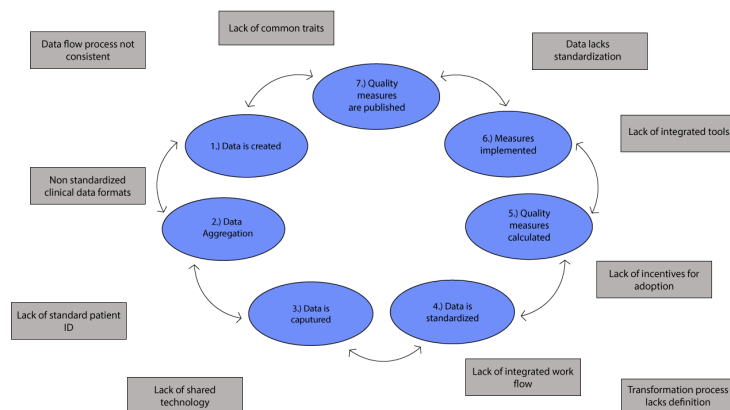 Lack of common traits
Data flow process not
consistent
Data lacks
standardization
7.) Quality
measures
are published
Lack of integrated tools
1.) Data is created
6.) Measures
implemented
Non standardized
clinical data formats
2.) Data
Aggregation
5.) Quality
measures
calculated
Lack of incentives for
adoption
3.) Data is
caputured
4.) Data is
standardized
Lack of standard patient
ID
Lack of integrated work
flow
Lack of shared
technology
Transformation process
lacks definition